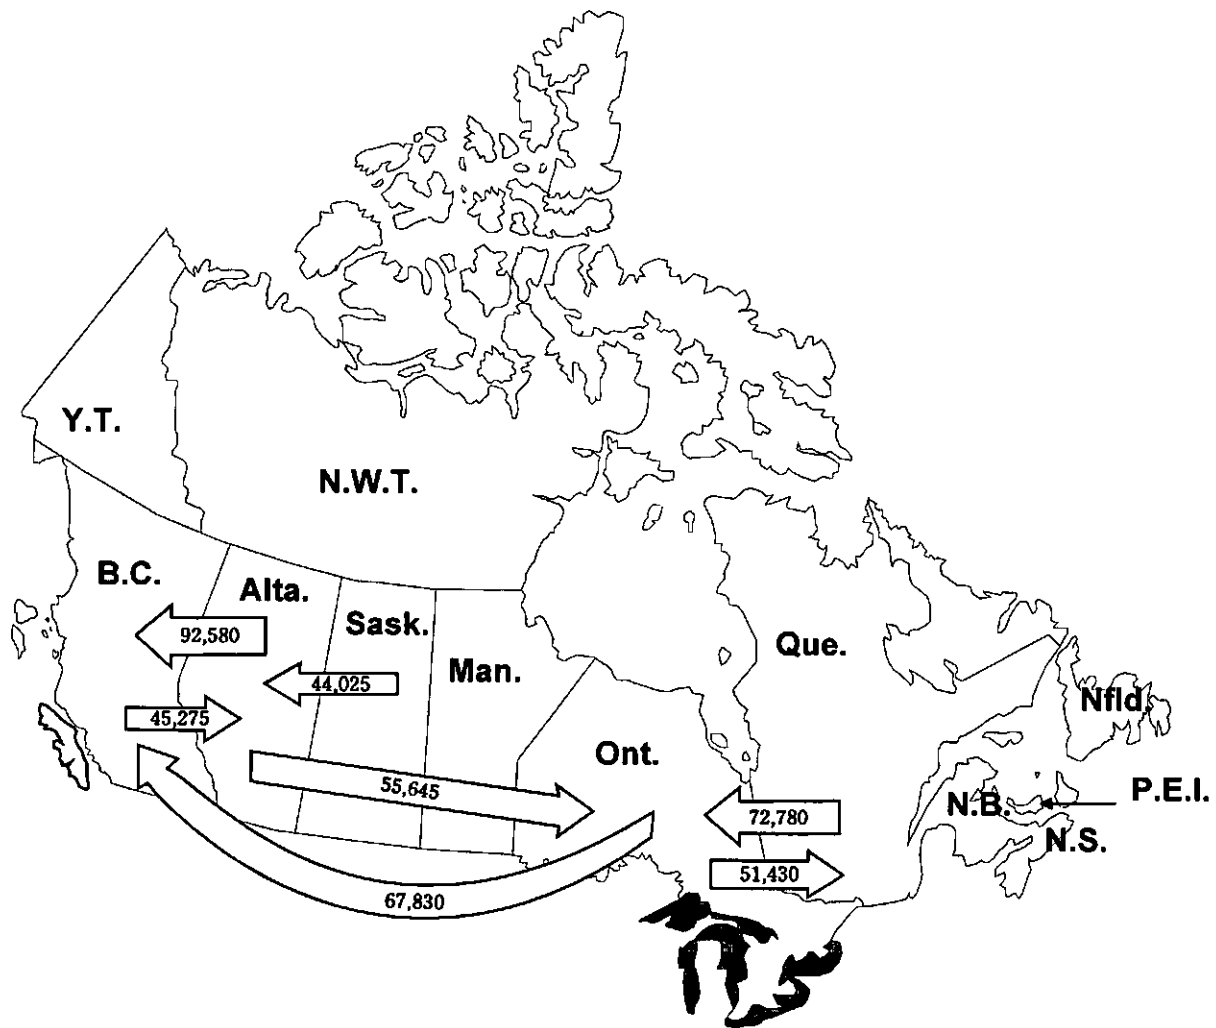 Y.T.
N.W.T.
B.C.
Alta.
Sask.
Man.
Que.
Ont.
Nfld.
P.E.I.
N.B.
N.S.
92,580
44,025
45,275
55,645
72,780
51,430
67,830